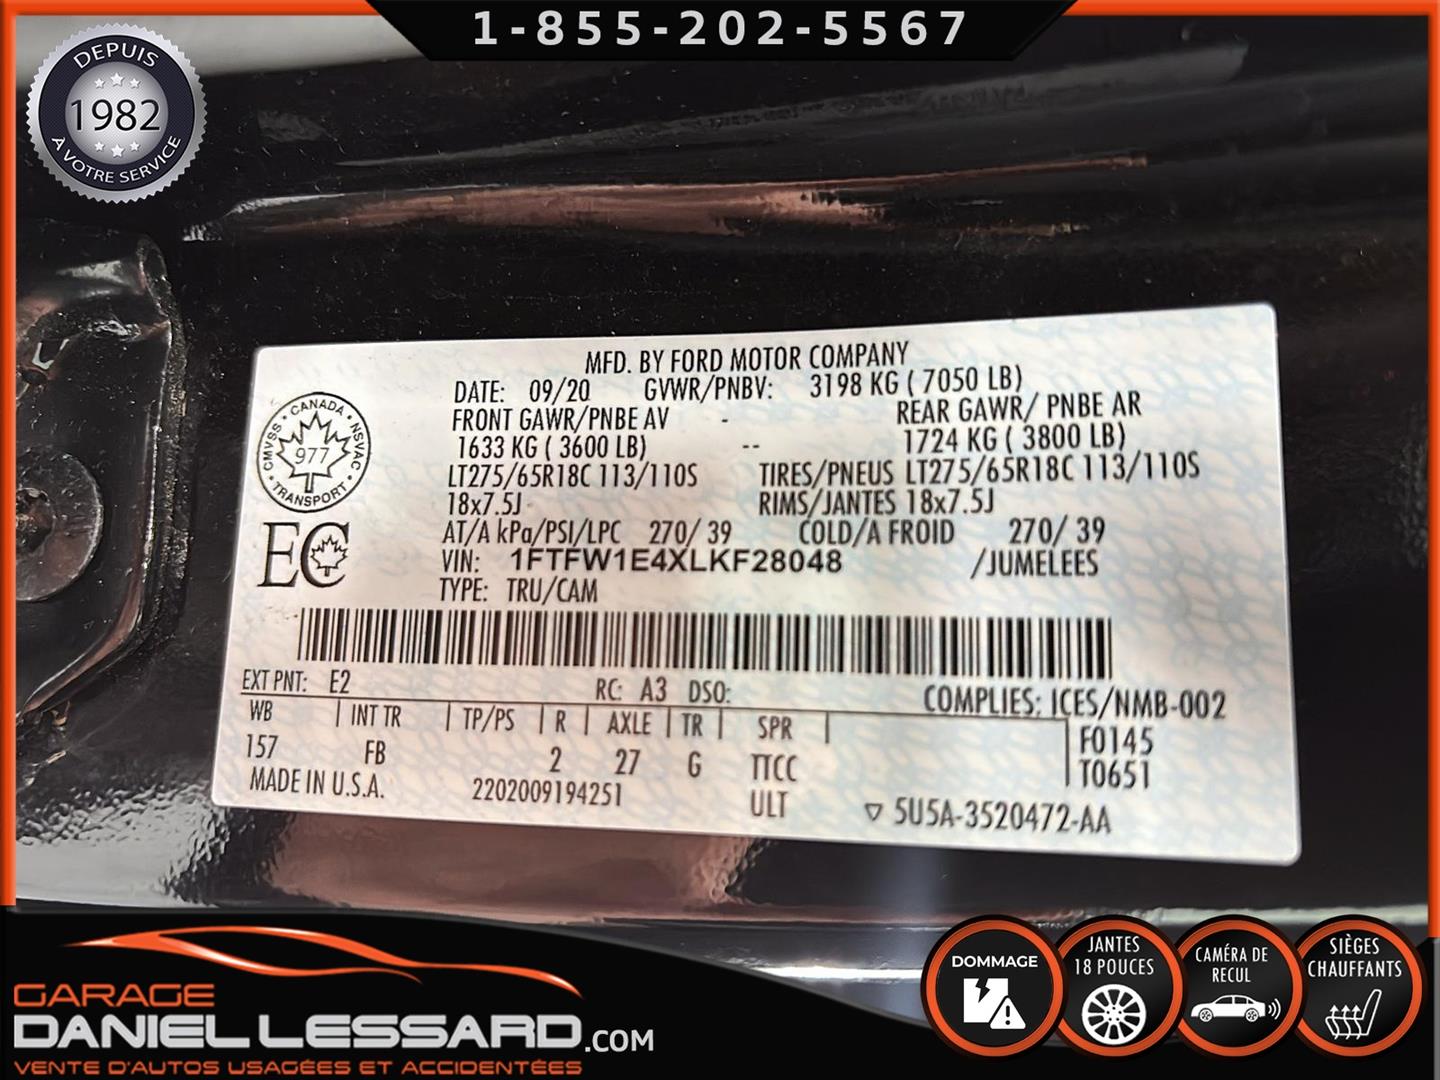 1-855-202-5567
DEPUIS
1982
À VOTRE SERVICE
MFD. BY FORD MOTOR COMPANY
DATE: 09/20 GVWR/PNBV: 3198 KG ( 7050 LB)
FRONT GAWR/PNBE AV - REAR GAWR/ PNBE AR
1633 KG ( 3600 LB) -- 1724 KG ( 3800 LB)
LT275/65R18C 113/110S TIRES/PNEUS LT275/65R18C 113/110S
18x7.5J RIMS/JANTES 18x7.5J
AT/A kPa/PSI/LPC 270/ 39 COLD/A FROID 270/ 39
VIN: 1FTFW1E4XLKF28048 /JUMELEES
TYPE: TRU/CAM
CANADA
CMVSS NSVAC
977
TRANSPORT
EC
EXT PNT: E2 RC: A3 DSO: COMPLIES: ICES/NMB-002
WB | INT TR | TP/PS | R | AXLE | TR | SPR | F0145
157 FB 2 27 G TTCC T0651
MADE IN U.S.A. 2202009194251 ULT ▽ 5U5A-3520472-AA
GARAGE
DANIEL LESSARD.COM
VENTE D'AUTOS USAGÉES ET ACCIDENTÉES
DOMMAGE
JANTES
18 POUCES
CAMÉRA DE
RECUL
SIÈGES
CHAUFFANTS